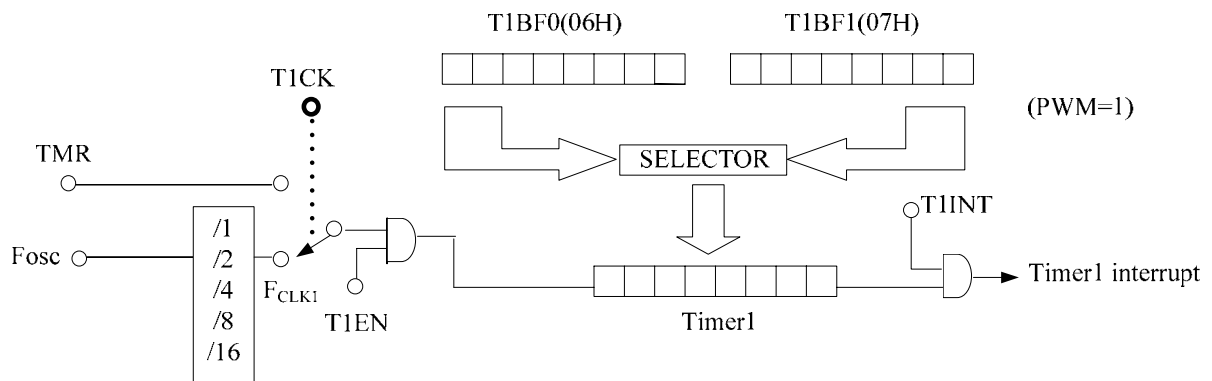 T1BF0(06H)
T1BF1(07H)
T1CK
(PWM=1)
TMR
SELECTOR
T1INT
/1
Fosc
/2
/4
FCLK1
/8
/16
T1EN
Timer1
Timer1 interrupt